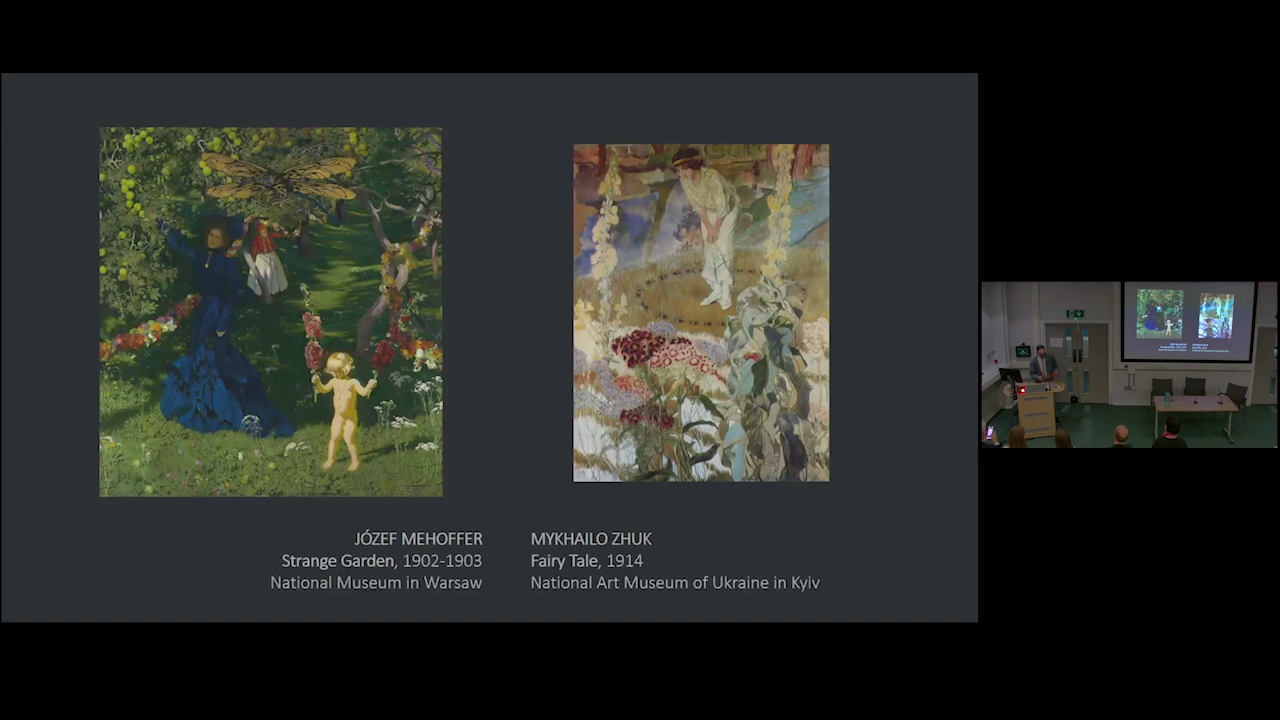 JÓZEF MEHOFFER
Strange Garden, 1902-1903
National Museum in Warsaw
MYKHAILO ZHUK
Fairy Tale, 1914
National Art Museum of Ukraine in Kyiv